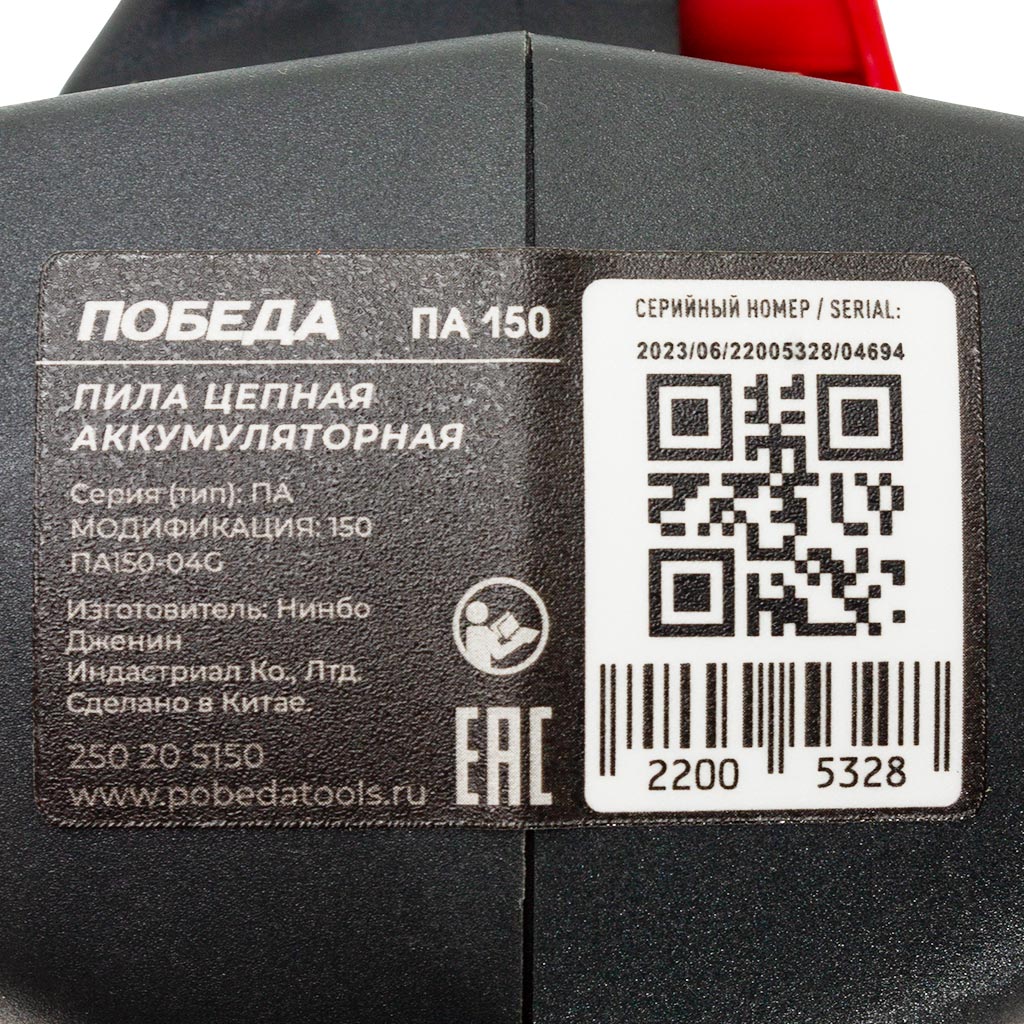 ПОБЕДА ПА 150
ПИЛА ЦЕПНАЯ
АККУМУЛЯТОРНАЯ
Серия (тип): ПА
МОДИФИКАЦИЯ: 150
ПА150-04G
Изготовитель: Нинбо
Дженин
Индастриал Ко., Лтд.
Сделано в Китае.
250 20 5150
www.pobedatools.ru
EAC
СЕРИЙНЫЙ НОМЕР / SERIAL:
2023/06/22005328/04694
2200 5328